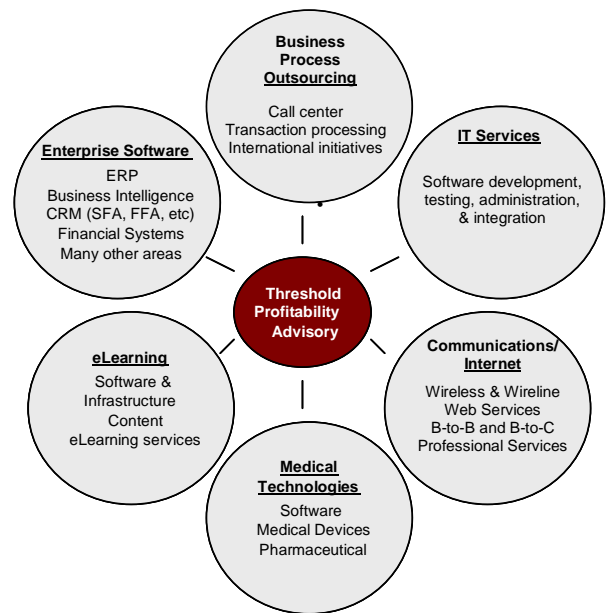 Business
Process
Outsourcing
Call center
Transaction processing
International initiatives
Enterprise Software
ERP
Business Intelligence
CRM (SFA, FFA, etc)
Financial Systems
Many other areas
IT Services
Software development,
testing, administration,
& integration
Threshold
Profitability
Advisory
eLearning
Software &
Infrastructure
Content
eLearning services
Communications/
Internet
Wireless & Wireline
Web Services
B-to-B and B-to-C
Professional Services
Medical
Technologies
Software
Medical Devices
Pharmaceutical